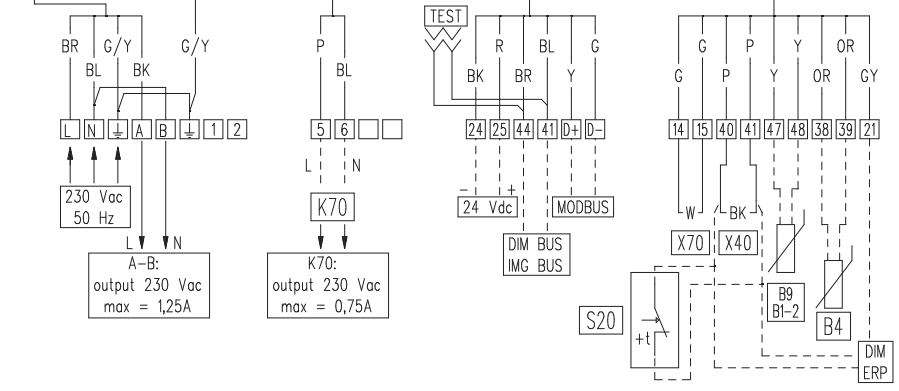 TEST
BR G/Y G/Y P R BL G G P Y OR
BL BK BL BK BR Y G P Y OR GY
L N A B 1 2 5 6 24 25 44 41 D+ D- 14 15 40 41 47 48 38 39 21
L N
230 Vac
50 Hz
K70
- +
24 Vdc
MODBUS
W BK
L N
DIM BUS
IMG BUS
X70 X40
A-B:
output 230 Vac
max = 1,25A
K70:
output 230 Vac
max = 0,75A
B9
B1-2
B4
S20
+t
DIM
ERP